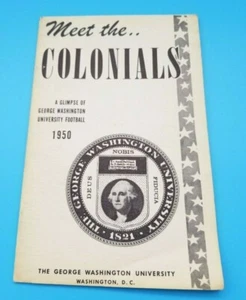 Meet the..
COLONIALS
A GLIMPSE OF
GEORGE WASHINGTON
UNIVERSITY FOOTBALL
1950
THE GEORGE WASHINGTON UNIVERSITY
NOBIS
DEUS
FIDUCIA
· 1821 ·
THE GEORGE WASHINGTON UNIVERSITY
WASHINGTON, D. C.